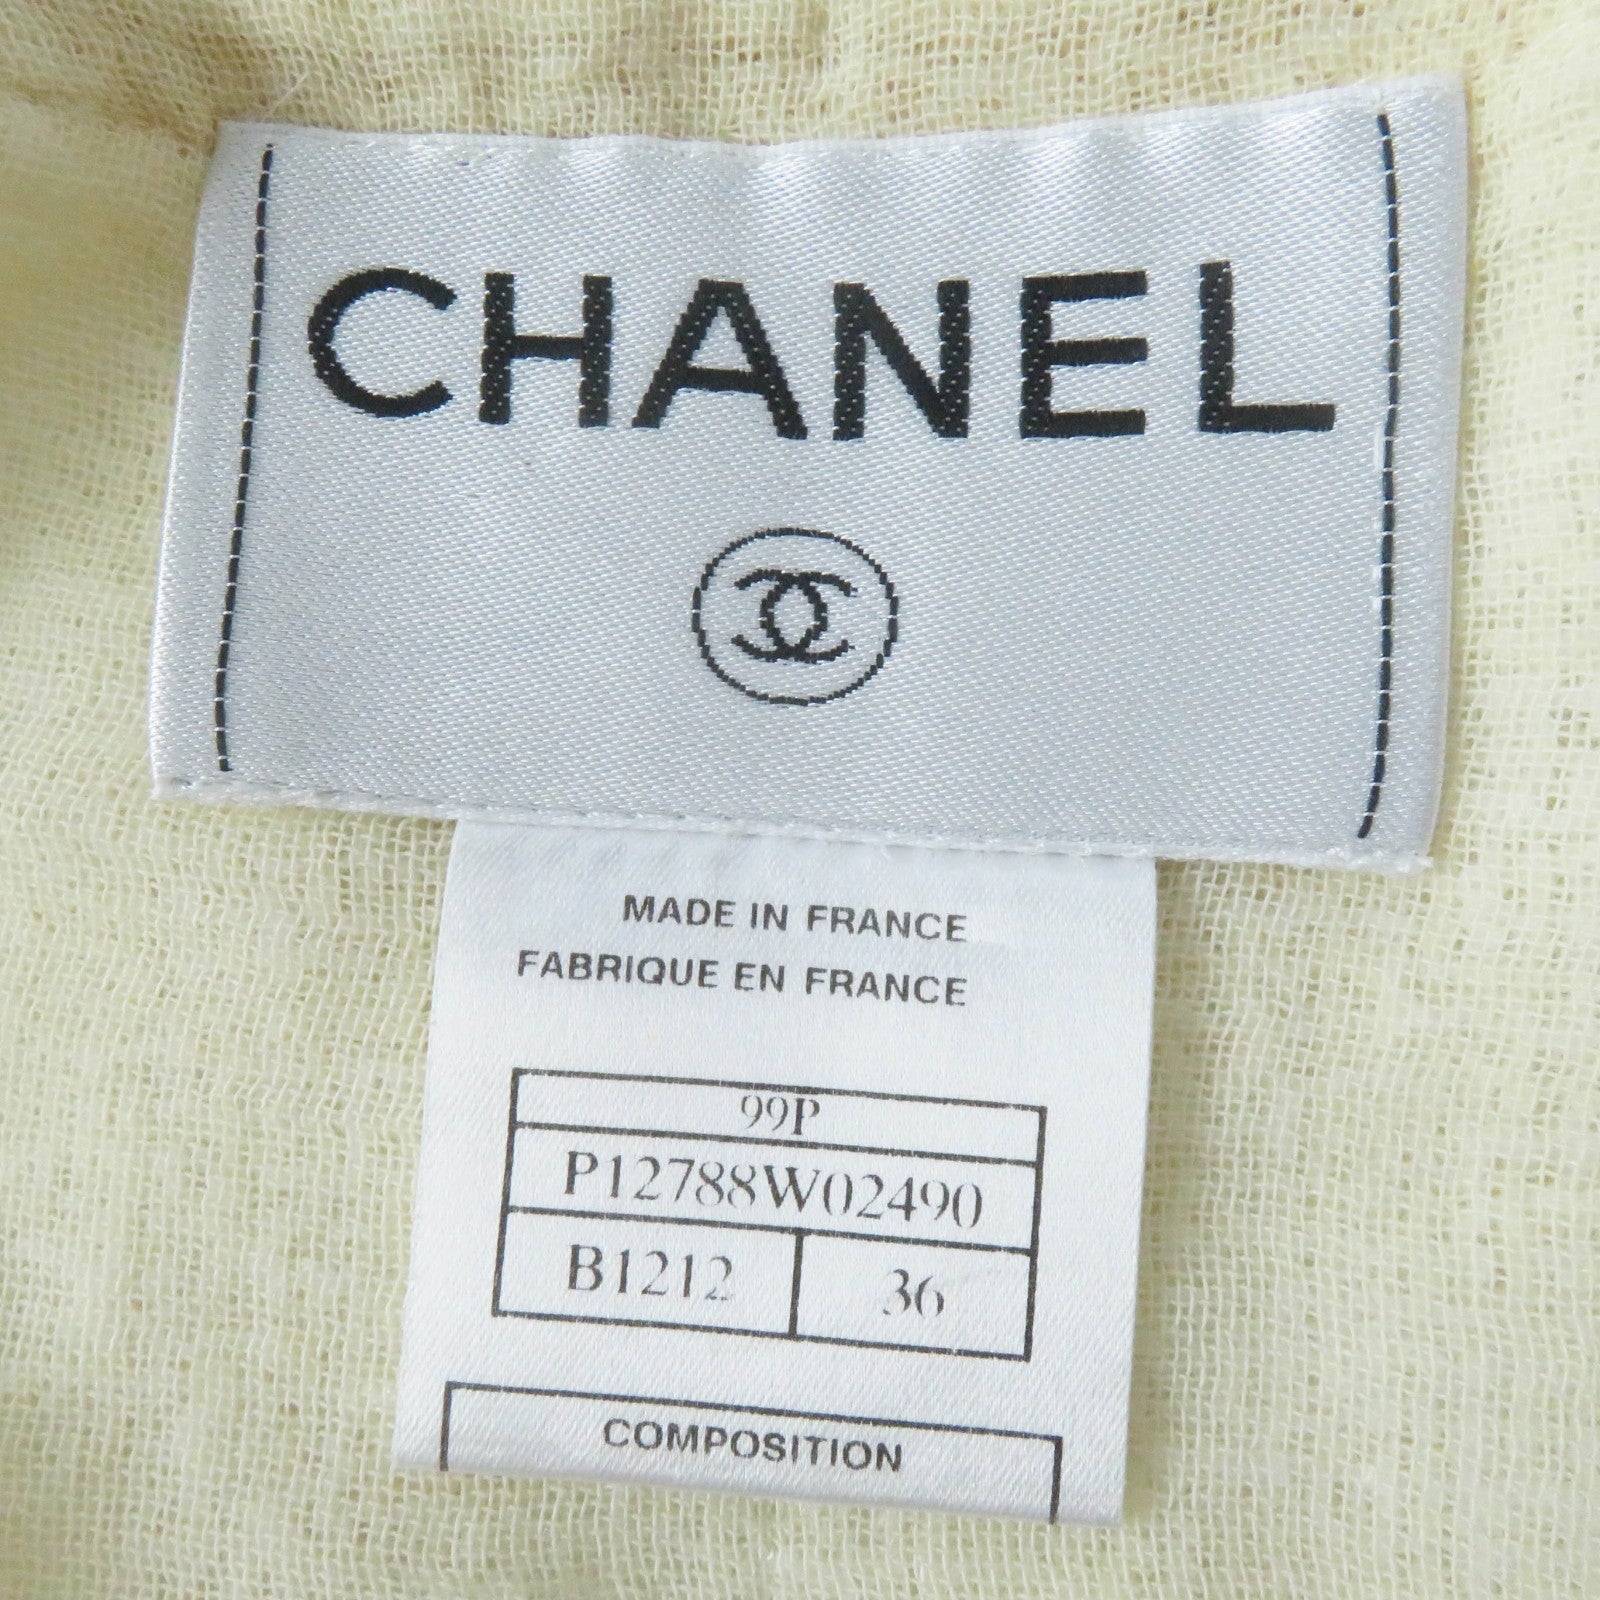 CHANEL
MADE IN FRANCE
FABRIQUE EN FRANCE
99P
P12788W02490
B1212 36
COMPOSITION